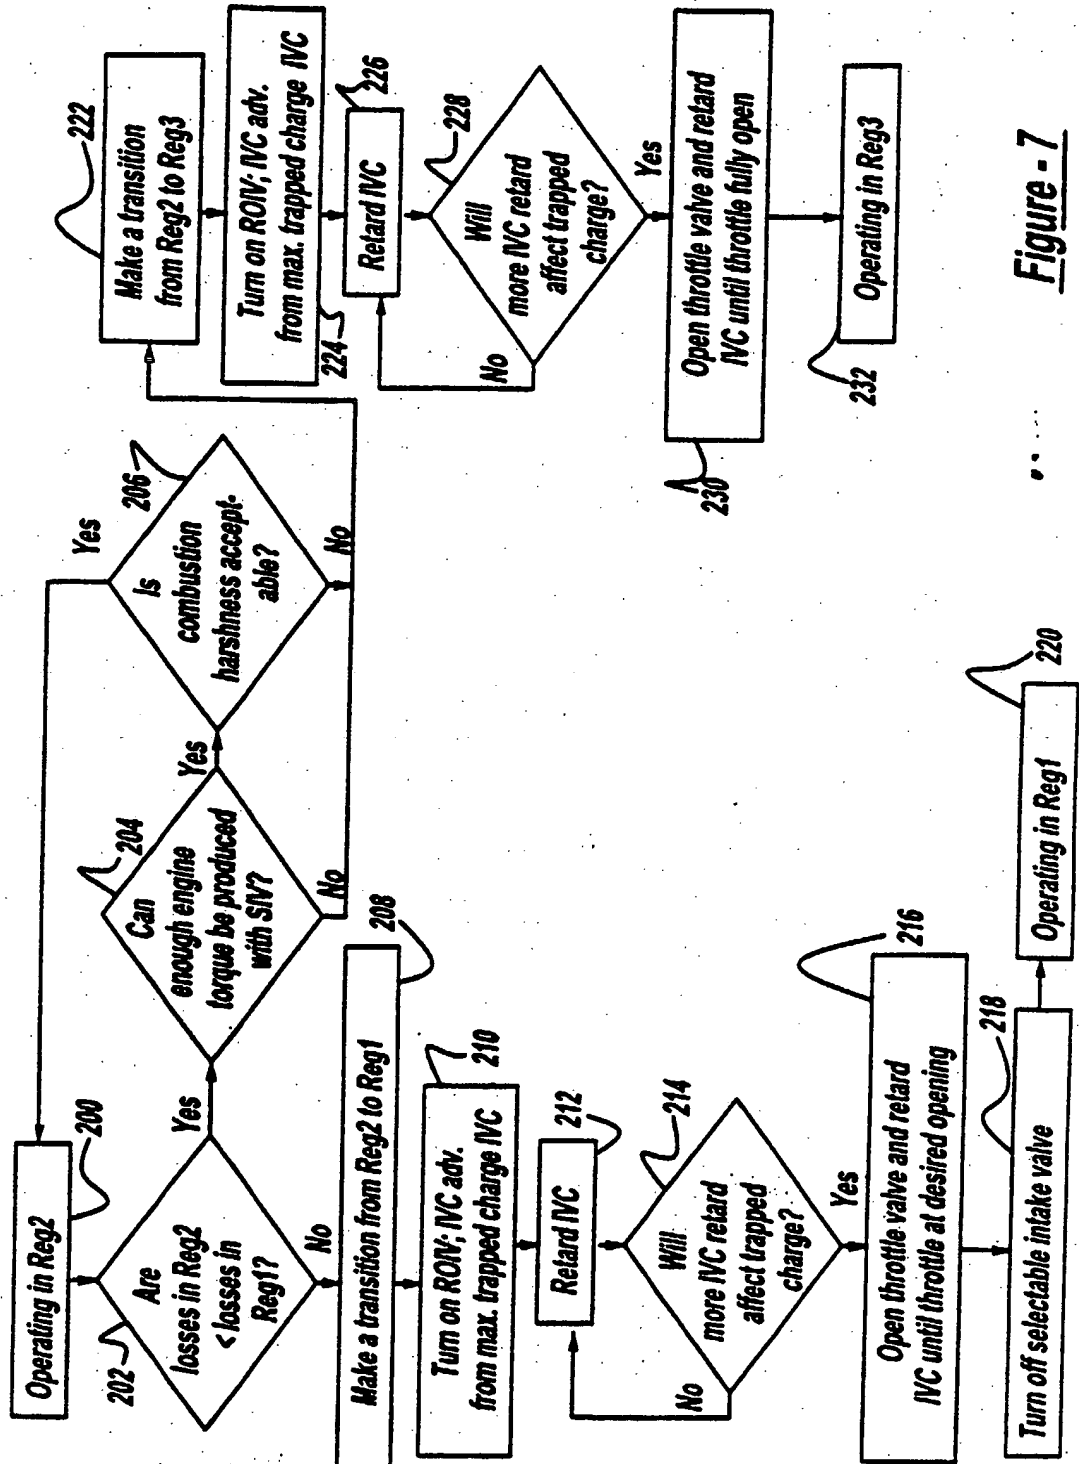 Operating in Reg2
200
Are
losses in Reg2
< losses in
Reg1?
202
Yes
No
Can
enough engine
torque be produced
with SIV?
204
Yes
No
Is
combustion
harshness accept-
able?
206
Yes
No
Make a transition from Reg2 to Reg1
208
Turn on ROIV; IVC adv.
from max. trapped charge IVC
210
Retard IVC
212
Will
more IVC retard
affect trapped
charge?
214
No
Yes
Open throttle valve and retard
IVC until throttle at desired opening
216
Turn off selectable intake valve
218
Operating in Reg1
220
Make a transition
from Reg2 to Reg3
222
Turn on ROIV; IVC adv.
from max. trapped charge IVC
224
Retard IVC
226
Will
more IVC retard
affect trapped
charge?
228
No
Yes
Open throttle valve and retard
IVC until throttle fully open
230
Operating in Reg3
232
Figure - 7